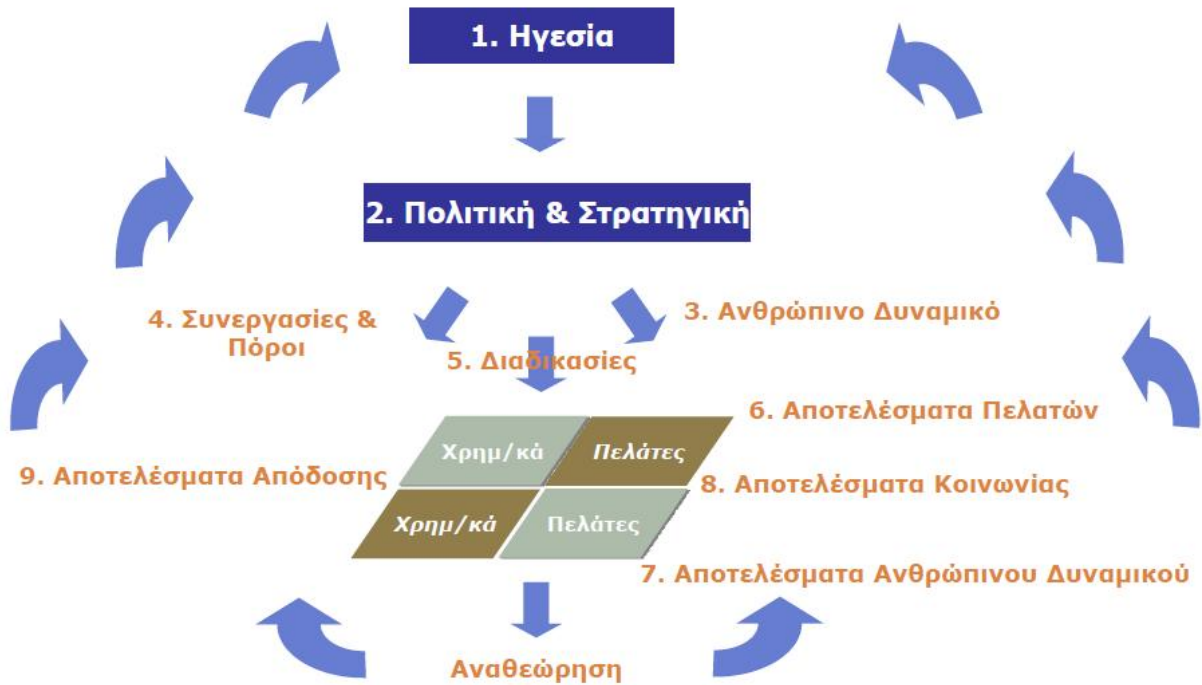 1. Ηγεσία
2. Πολιτική & Στρατηγική
4. Συνεργασίες &
Πόροι
3. Ανθρώπινο Δυναμικό
5. Διαδικασίες
6. Αποτελέσματα Πελατών
Χρημ/κά
Πελάτες
9. Αποτελέσματα Απόδοσης
8. Αποτελέσματα Κοινωνίας
Χρημ/κά
Πελάτες
7. Αποτελέσματα Ανθρώπινου Δυναμικού
Αναθεώρηση